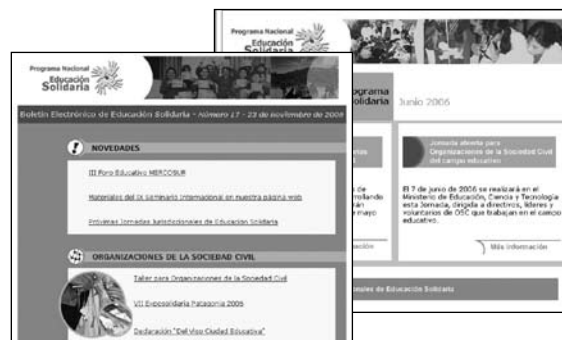 Programa Nacional
Educación
Solidaria
Boletín Electrónico de Educación Solidaria - Número 17 - 23 de noviembre de 2006
NOVEDADES
III Foro Educativo MERCOSUR
Materiales del IX Seminario Internacional en nuestra página web
Próximas Jornadas Jurisdiccionales de Educación Solidaria
ORGANIZACIONES DE LA SOCIEDAD CIVIL
Taller para Organizaciones de la Sociedad Civil
VII Exposolidaria Patagonia 2006
Declaración "Del Viso Ciudad Educativa"
Programa Nacional
Educación
Solidaria
Junio 2006
Jornada abierta para
Organizaciones de la Sociedad Civil
del campo educativo
El 7 de junio de 2006 se realizará en el
Ministerio de Educación, Ciencia y Tecnología
esta Jornada, dirigida a directivos, líderes y
voluntarios de OSC que trabajan en el campo
educativo.
Más información
de Educación Solidaria